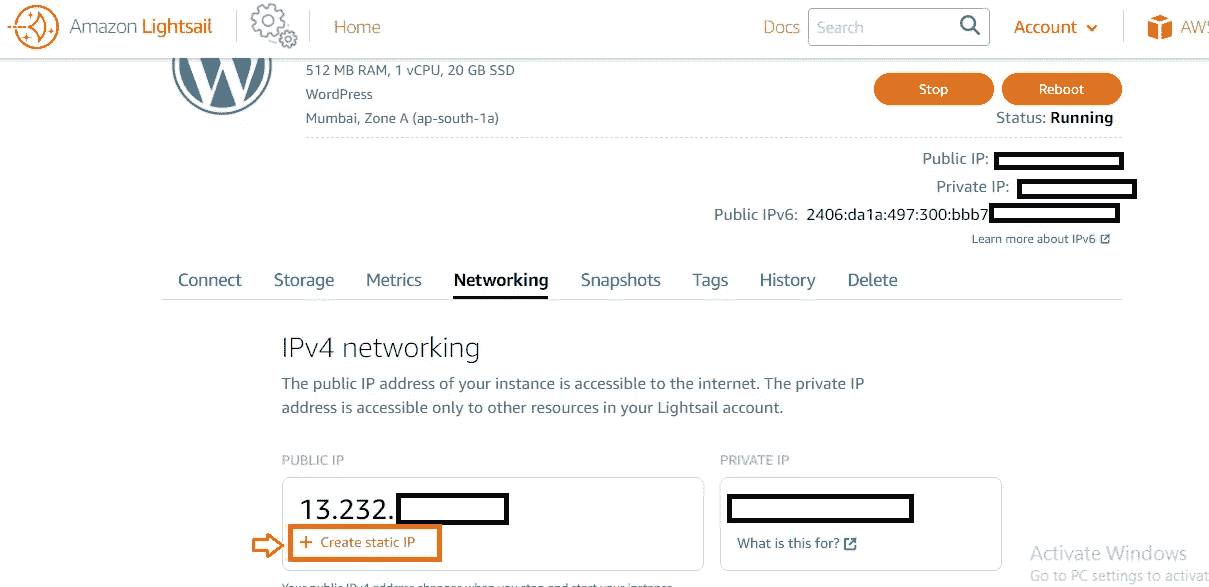 Amazon Lightsail
Home
Docs
Search
Account
AWS
512 MB RAM, 1 vCPU, 20 GB SSD
WordPress
Mumbai, Zone A (ap-south-1a)
Stop
Reboot
Status: Running
Public IP:
Private IP:
Public IPv6: 2406:da1a:497:300:bbb7
Learn more about IPv6
Connect
Storage
Metrics
Networking
Snapshots
Tags
History
Delete
IPv4 networking
The public IP address of your instance is accessible to the internet. The private IP
address is accessible only to other resources in your Lightsail account.
PUBLIC IP
PRIVATE IP
13.232.
+ Create static IP
What is this for?
Your public IPv4 address changes when you stop and start your instance.
Activate Windows
Go to PC settings to activat